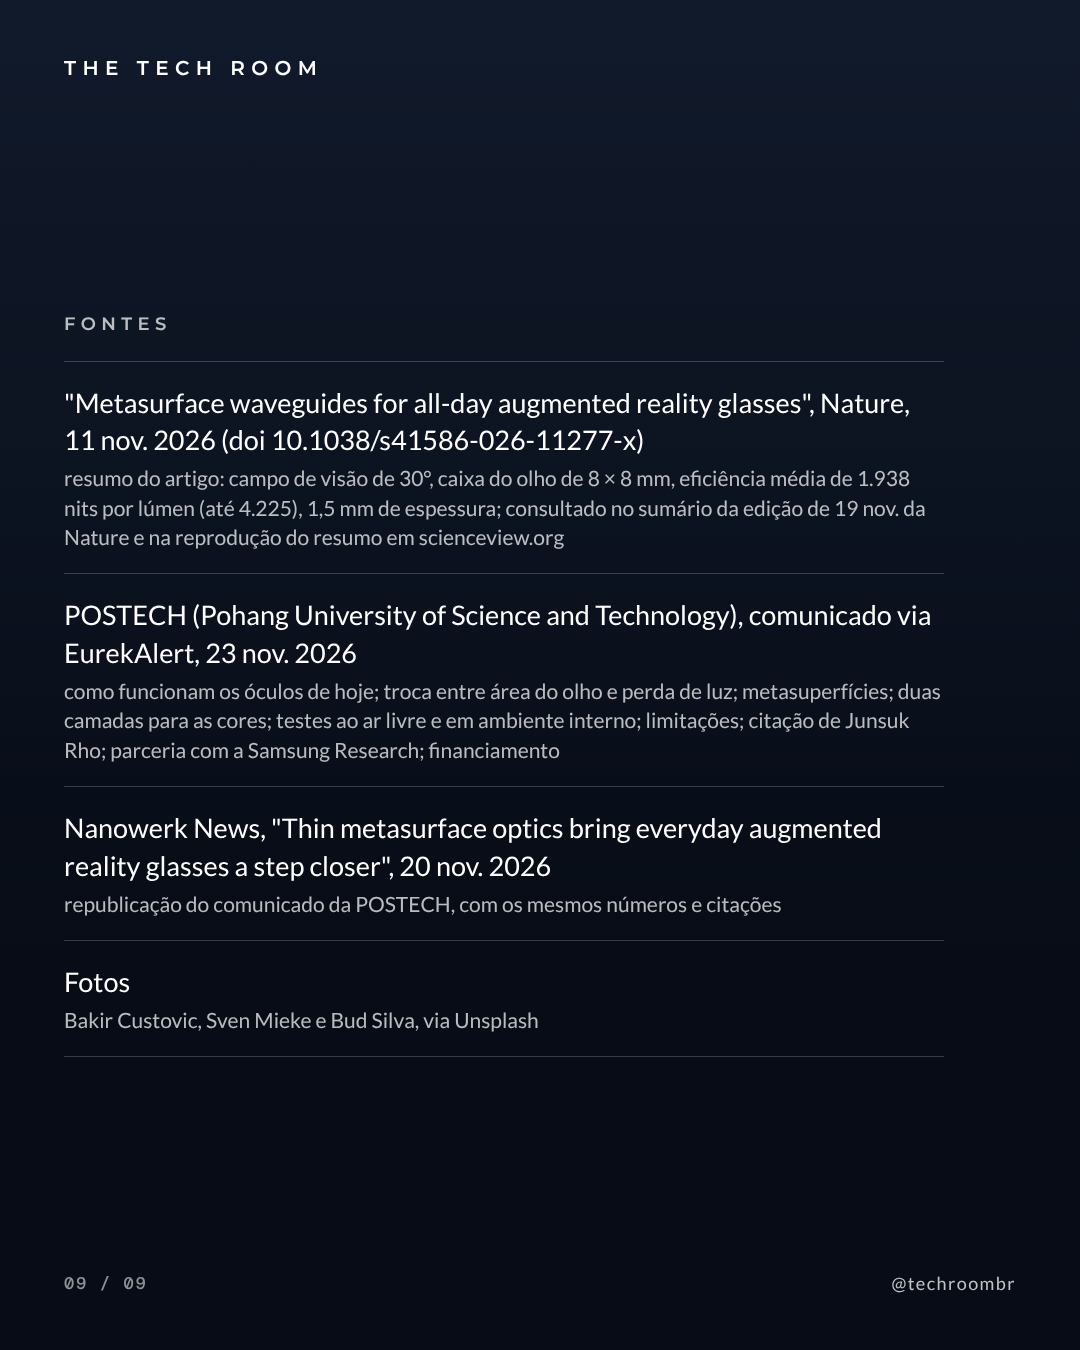 THE TECH ROOM
FONTES
"Metasurface waveguides for all-day augmented reality glasses", Nature,
11 nov. 2026 (doi 10.1038/s41586-026-11277-x)
resumo do artigo: campo de visão de 30°, caixa do olho de 8 × 8 mm, eficiência média de 1.938
nits por lúmen (até 4.225), 1,5 mm de espessura; consultado no sumário da edição de 19 nov. da
Nature e na reprodução do resumo em scienceview.org
POSTECH (Pohang University of Science and Technology), comunicado via
EurekAlert, 23 nov. 2026
como funcionam os óculos de hoje; troca entre área do olho e perda de luz; metasuperfícies; duas
camadas para as cores; testes ao ar livre e em ambiente interno; limitações; citação de Junsuk
Rho; parceria com a Samsung Research; financiamento
Nanowerk News, "Thin metasurface optics bring everyday augmented
reality glasses a step closer", 20 nov. 2026
republicação do comunicado da POSTECH, com os mesmos números e citações
Fotos
Bakir Custovic, Sven Mieke e Bud Silva, via Unsplash
09 / 09
@techroombr